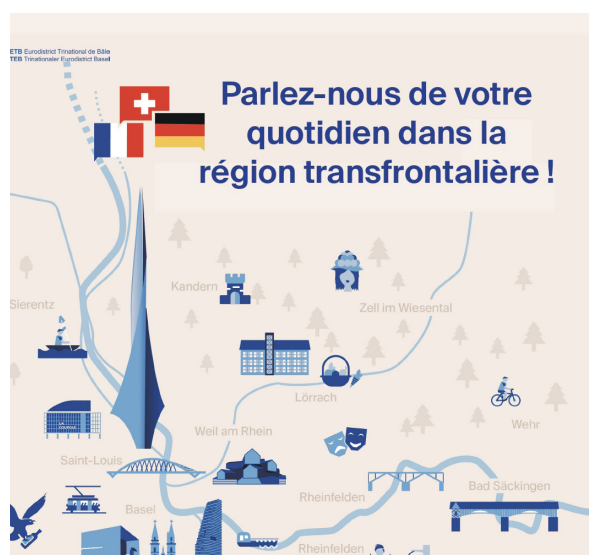 ETB Eurodistrict Trinational de Bâle
TEB Trinationaler Eurodistrict Basel
Parlez-nous de votre
quotidien dans la
région transfrontalière !
Kandern
Sierentz
Zell im Wiesental
Lörrach
Wehr
Weil am Rhein
Saint-Louis
Bad Säckingen
Rheinfelden
Basel
Rheinfelden